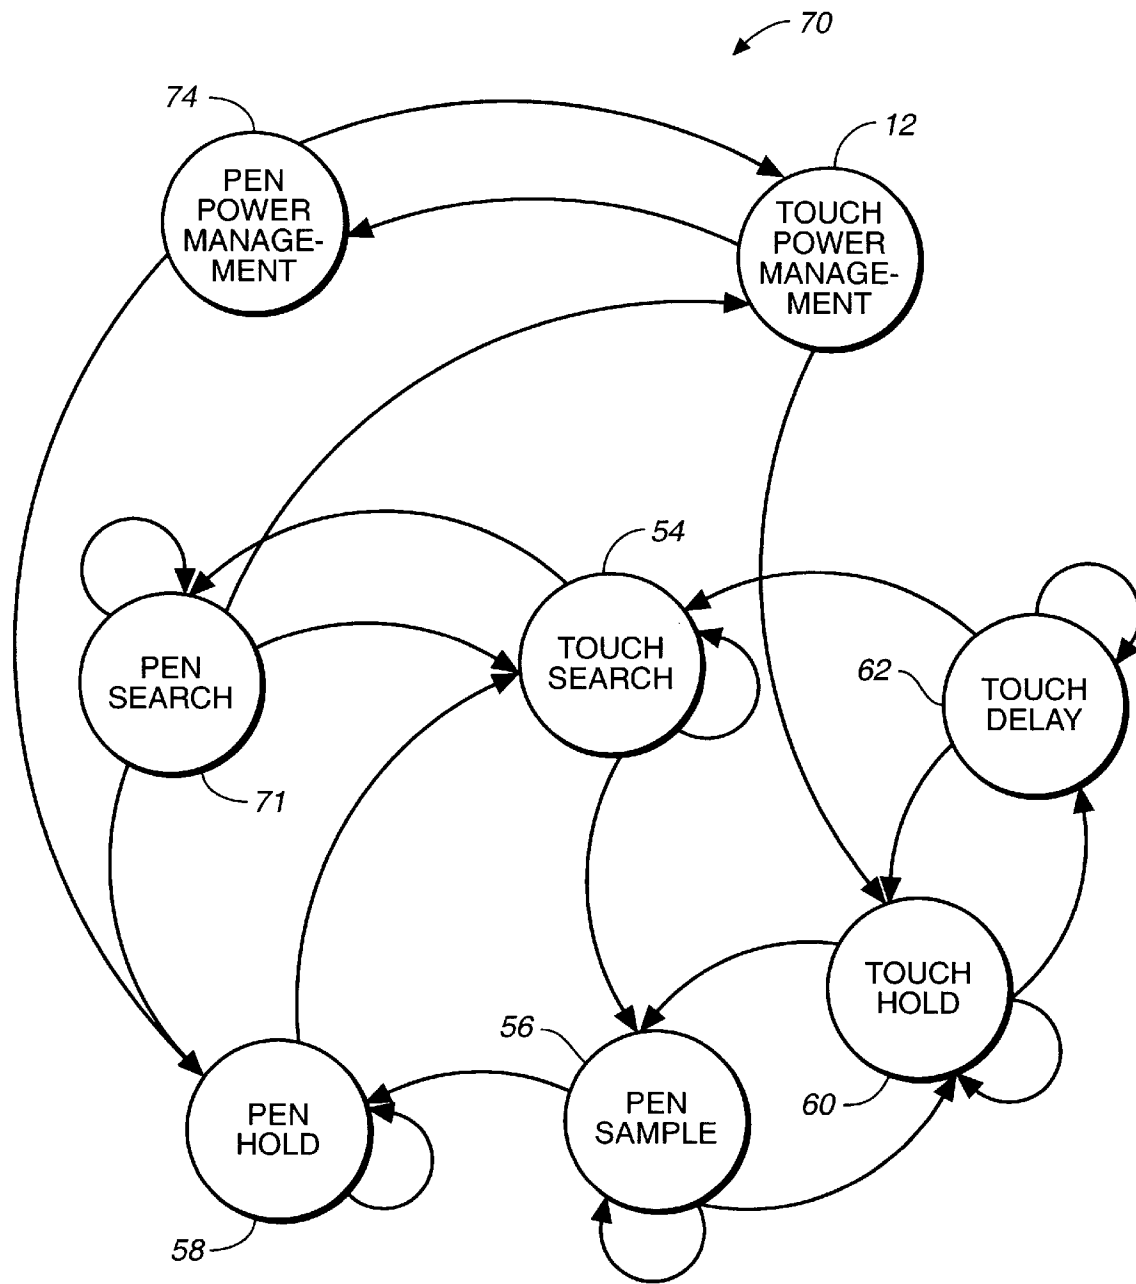 70
74
12
PEN
POWER
MANAGE-
MENT
TOUCH
POWER
MANAGE-
MENT
54
PEN
SEARCH
TOUCH
SEARCH
62
TOUCH
DELAY
71
TOUCH
HOLD
56
60
PEN
HOLD
PEN
SAMPLE
58